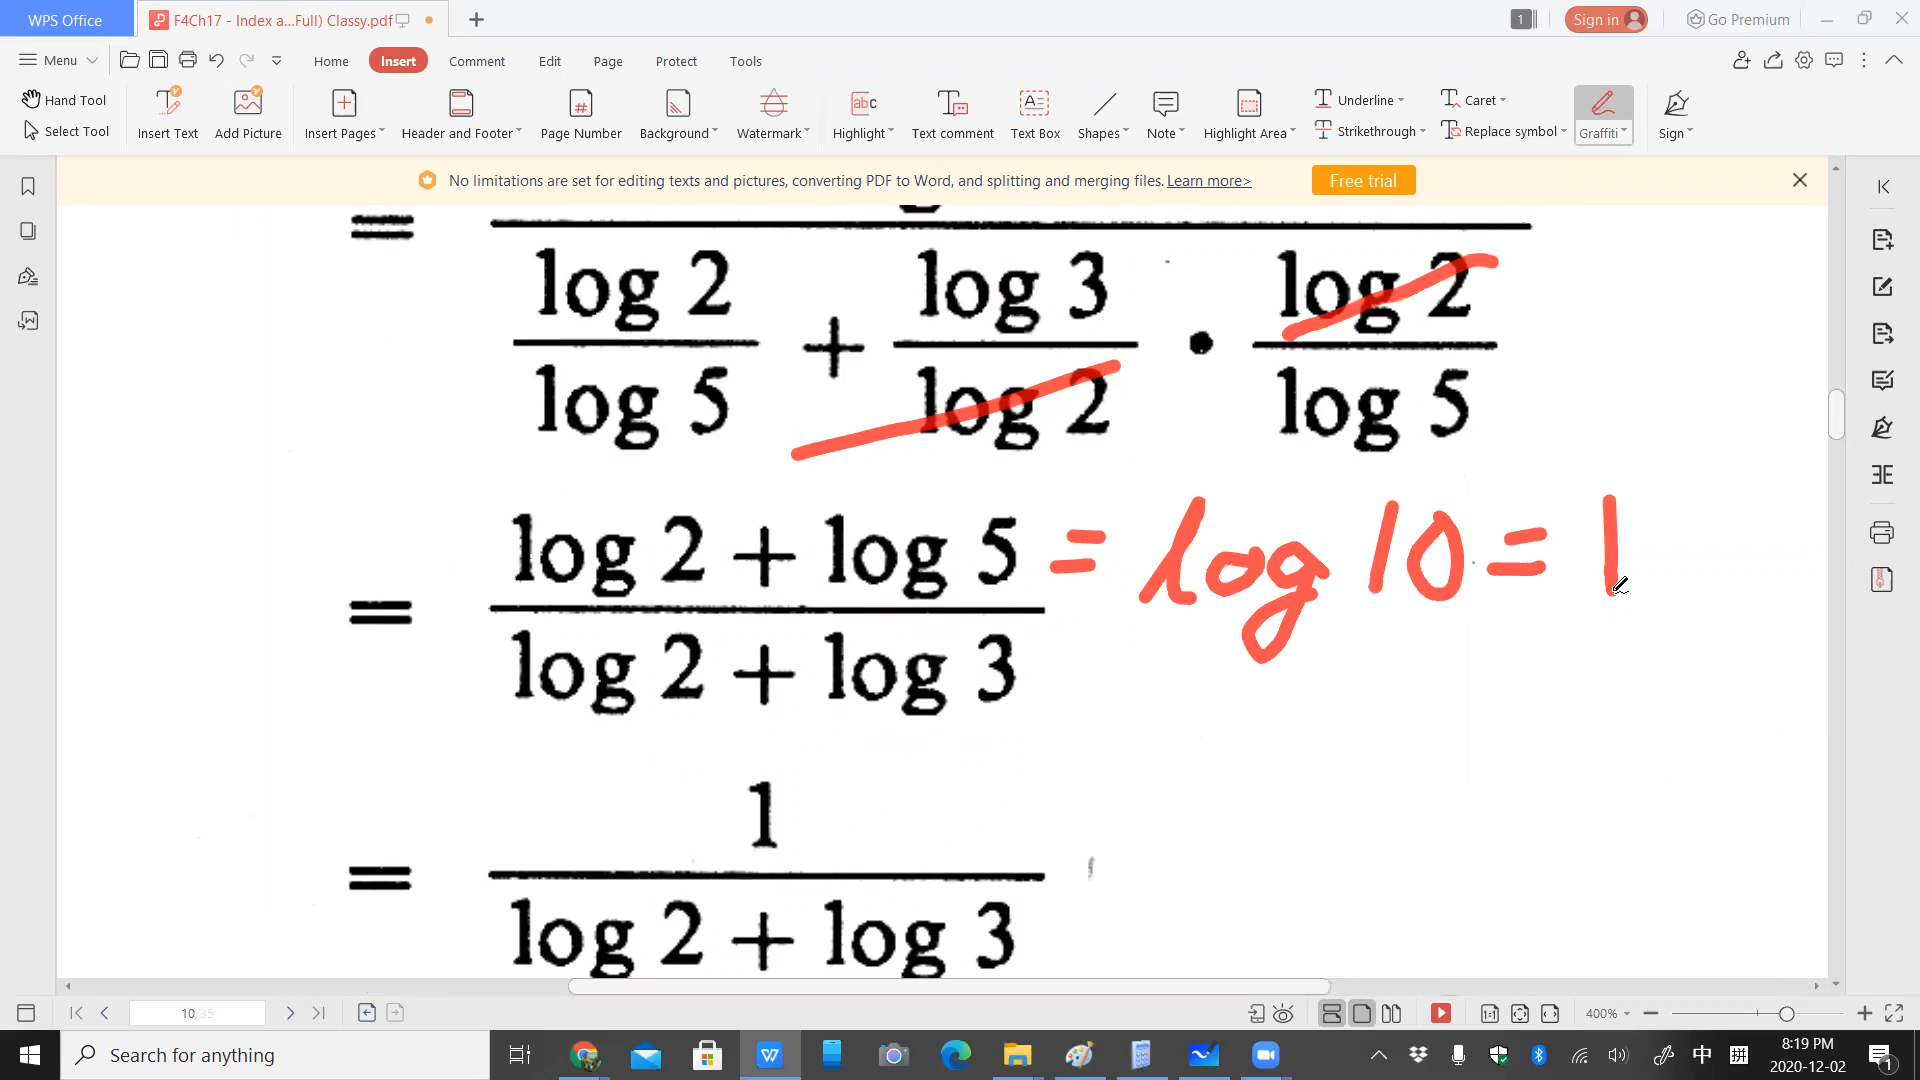 WPS Office
F4Ch17 - Index a...Full) Classy.pdf
1
Sign in
Go Premium
Menu
Home
Insert
Comment
Edit
Page
Protect
Tools
Hand Tool
Select Tool
Insert Text
Add Picture
Insert Pages
Header and Footer
Page Number
Background
Watermark
Highlight
Text comment
Text Box
Shapes
Note
Highlight Area
Underline
Strikethrough
Caret
Replace symbol
Graffiti
Sign
No limitations are set for editing texts and pictures, converting PDF to Word, and splitting and merging files. Learn more>
Free trial
=
log 2 / log 5 + log 3 / log 2 • log 2 / log 5
= log 2 + log 5 / log 2 + log 3
= log 10 = 1
= 1 / log 2 + log 3
10/35
1:1
400%
Search for anything
中
拼
8:19 PM
2020-12-02
1